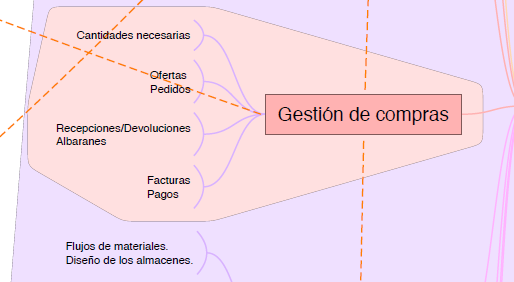 Cantidades necesarias
Ofertas
Pedidos
Gestión de compras
Recepciones/Devoluciones
Albaranes
Facturas
Pagos
Flujos de materiales.
Diseño de los almacenes.